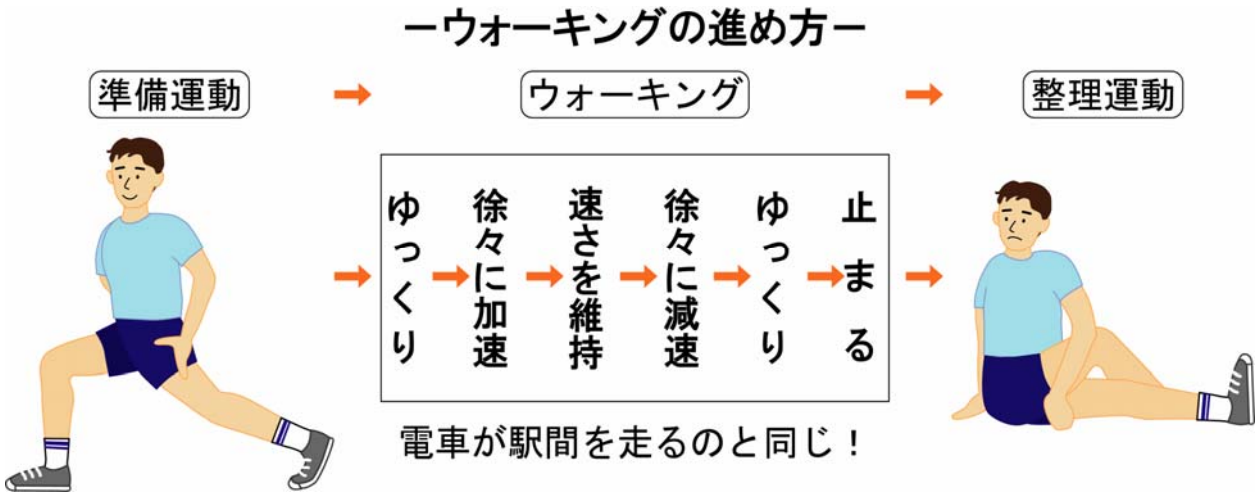 －ウォーキングの進め方－
準備運動 → ウォーキング → 整理運動
→ ゆっくり → 徐々に加速 → 速さを維持 → 徐々に減速 → ゆっくり → 止まる →
電車が駅間を走るのと同じ！